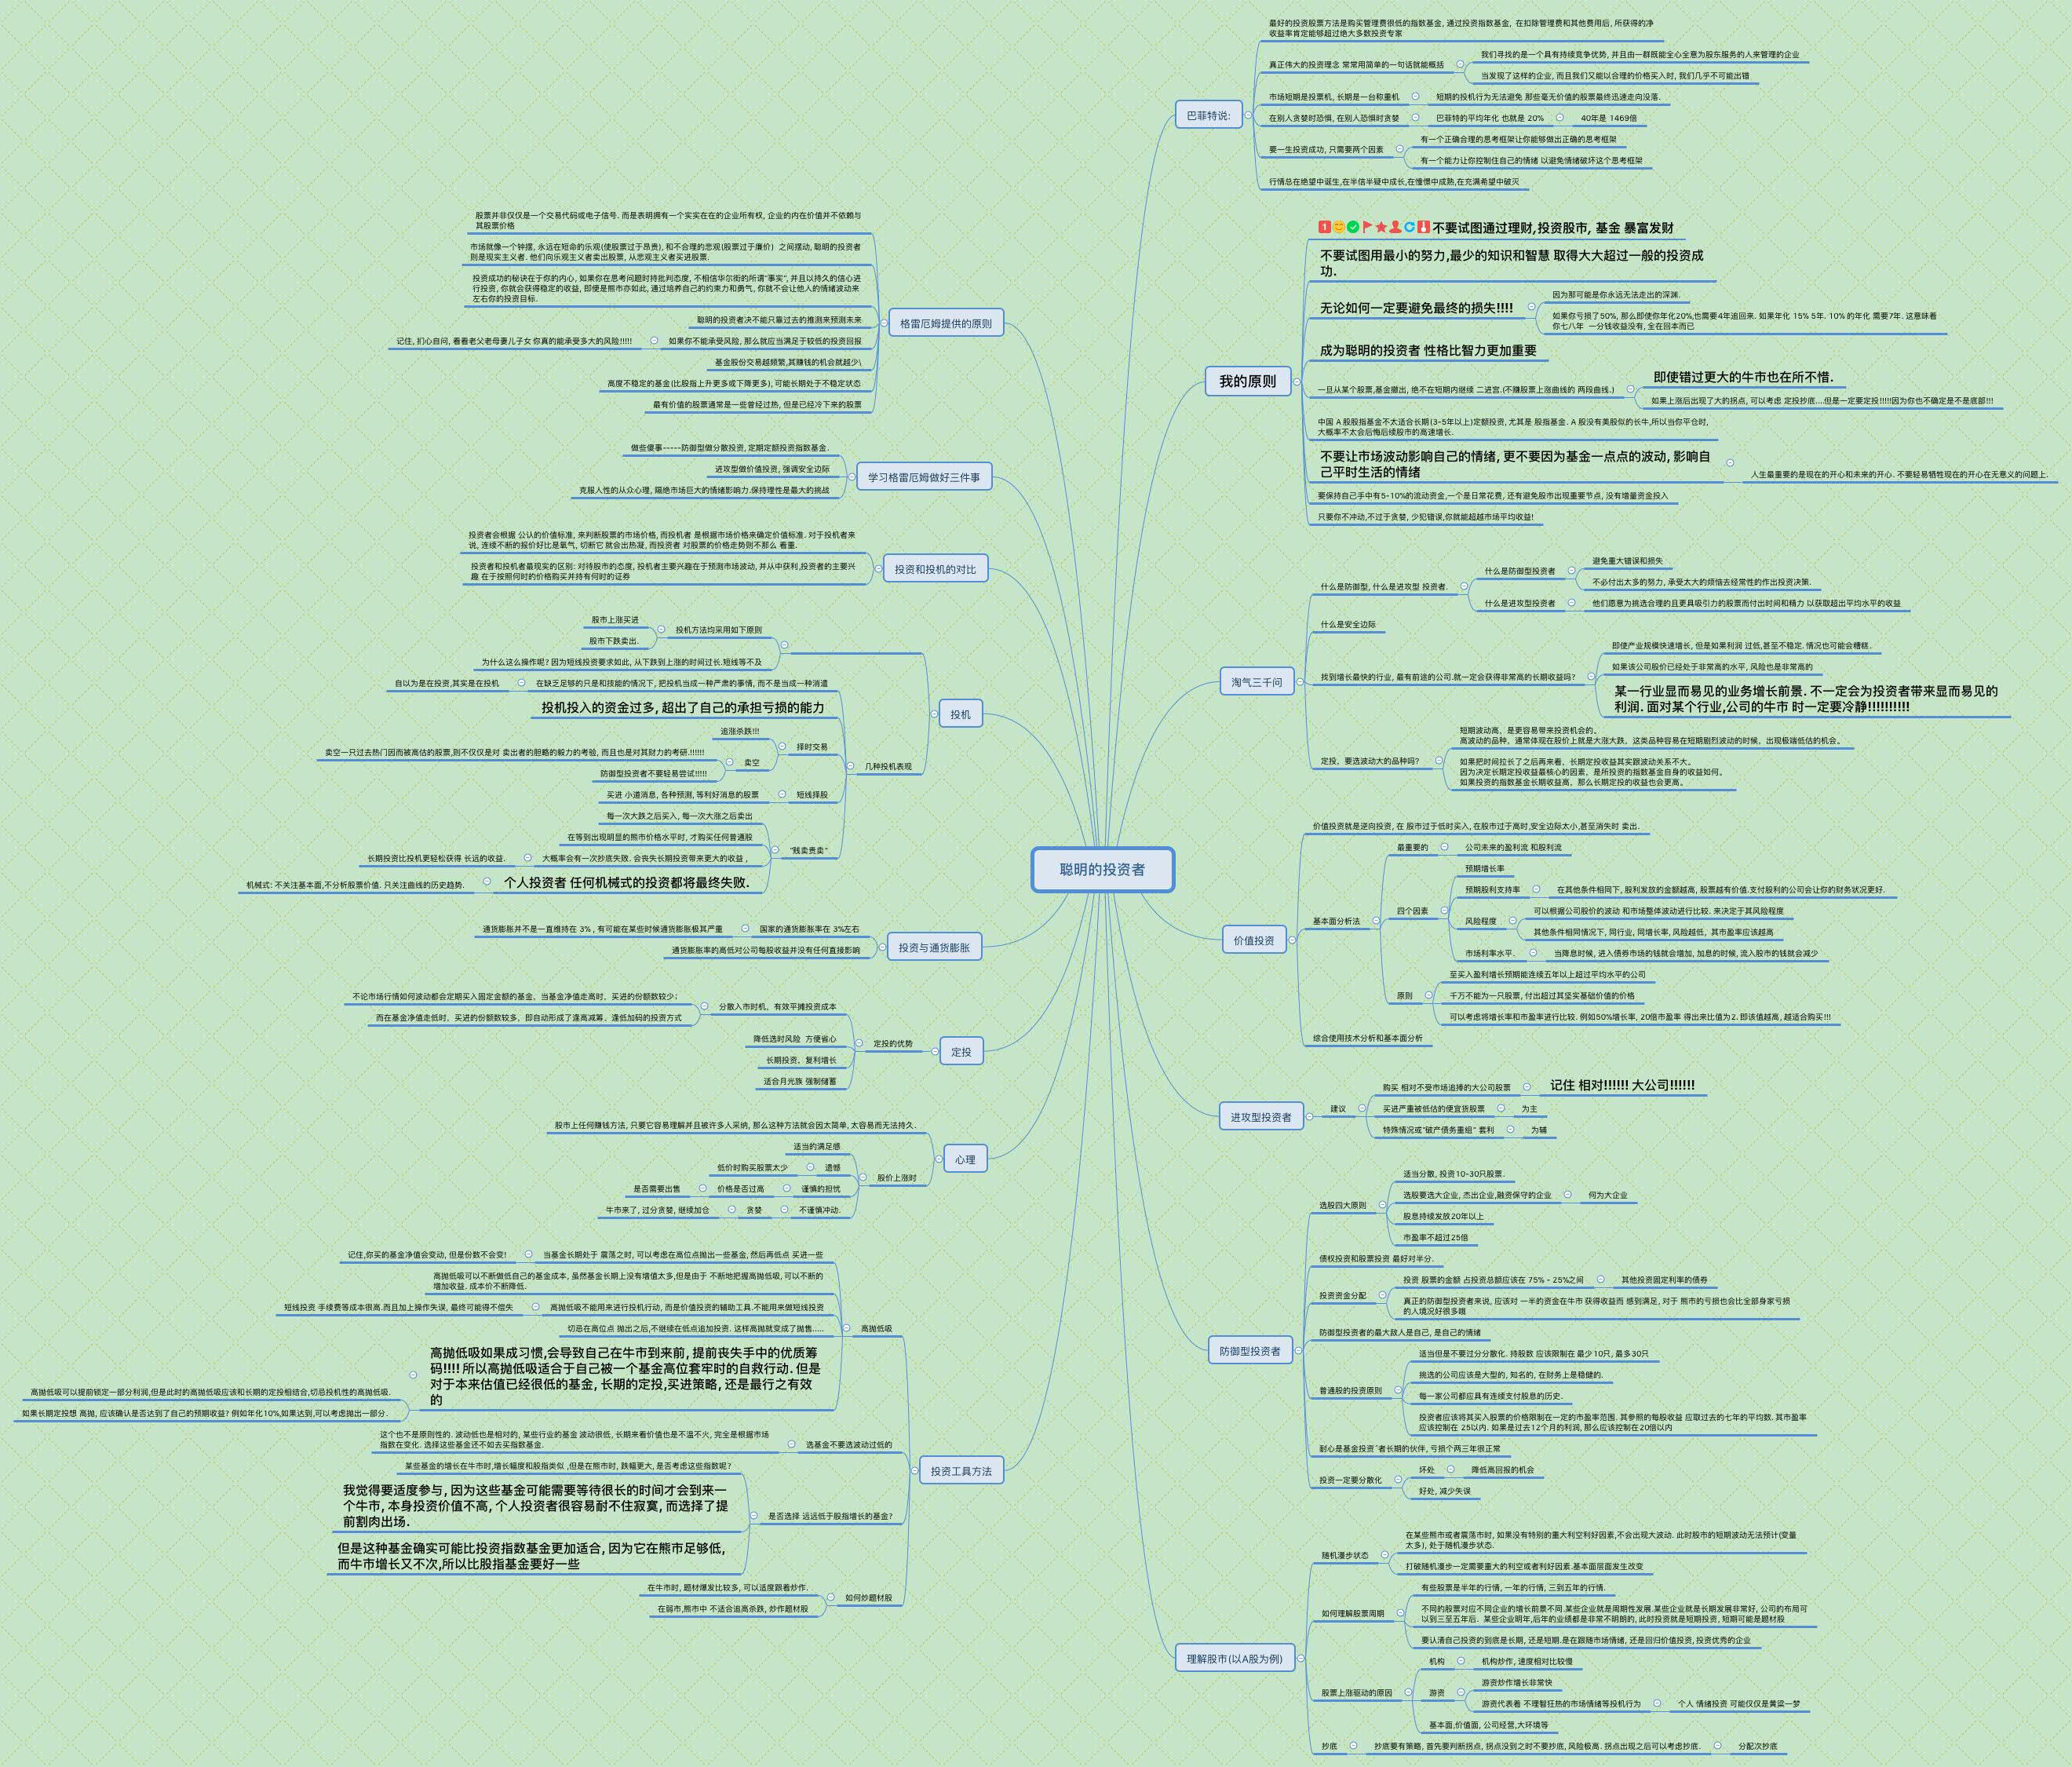 聪明的投资者
巴菲特说:
最好的投资股票方法是购买管理费很低的指数基金, 通过投资指数基金, 在扣除管理费和其他费用后, 所获得的净
收益率肯定能够超过绝大多数投资专家
真正伟大的投资理念 常常用简单的一句话就能概括
我们寻找的是一个具有持续竞争优势, 并且由一群既能全心全意为股东服务的人来管理的企业
当发现了这样的企业, 而且我们又能以合理的价格买入时, 我们几乎不可能出错
市场短期是投票机, 长期是一台称重机
短期的投机行为无法避免 那些毫无价值的股票最终迅速走向没落.
在别人贪婪时恐惧, 在别人恐惧时贪婪
巴菲特的平均年化 也就是 20%
40年是 1469倍
要一生投资成功, 只需要两个因素
有一个正确合理的思考框架让你能够做出正确的思考框架
有一个能力让你控制住自己的情绪 以避免情绪破坏这个思考框架
行情总在绝望中诞生,在半信半疑中成长,在憧憬中成熟,在充满希望中破灭
我的原则
1
不要试图通过理财,投资股市, 基金 暴富发财
不要试图用最小的努力,最少的知识和智慧 取得大大超过一般的投资成
功.
无论如何一定要避免最终的损失!!!!
因为那可能是你永远无法走出的深渊.
如果你亏损了50%, 那么即使你年化20%,也需要4年追回来. 如果年化 15% 5年. 10% 的年化 需要7年. 这意味着
你七八年 一分钱收益没有, 全在回本而已
成为聪明的投资者 性格比智力更加重要
一旦从某个股票,基金撤出, 绝不在短期内继续 二进宫.(不赚股票上涨曲线的 两段曲线.)
即使错过更大的牛市也在所不惜.
如果上涨后出现了大的拐点, 可以考虑 定投抄底....但是一定要定投!!!!!因为你也不确定是不是底部!!!
中国 A 股股指基金不太适合长期(3-5年以上)定额投资, 尤其是 股指基金. A 股没有美股似的长牛,所以当你平仓时,
大概率不太会后悔后续股市的高速增长.
不要让市场波动影响自己的情绪, 更不要因为基金一点点的波动, 影响自
己平时生活的情绪
人生最重要的是现在的开心和未来的开心. 不要轻易牺牲现在的开心在无意义的问题上.
要保持自己手中有5-10%的流动资金,一个是日常花费, 还有避免股市出现重要节点, 没有增量资金投入
只要你不冲动,不过于贪婪, 少犯错误,你就能超越市场平均收益!
淘气三千问
什么是防御型, 什么是进攻型 投资者.
什么是防御型投资者
避免重大错误和损失
不必付出太多的努力, 承受太大的烦恼去经常性的作出投资决策.
什么是进攻型投资者
他们愿意为挑选合理的且更具吸引力的股票而付出时间和精力 以获取超出平均水平的收益
什么是安全边际
找到增长最快的行业, 最有前途的公司.就一定会获得非常高的长期收益吗?
即使产业规模快速增长, 但是如果利润 过低,甚至不稳定. 情况也可能会糟糕.
如果该公司股价已经处于非常高的水平, 风险也是非常高的
某一行业显而易见的业务增长前景. 不一定会为投资者带来显而易见的
利润. 面对某个行业,公司的牛市 时一定要冷静!!!!!!!!!!
定投，要选波动大的品种吗？
短期波动高，是更容易带来投资机会的。
高波动的品种，通常体现在股价上就是大涨大跌，这类品种容易在短期剧烈波动的时候，出现极端低估的机会。
如果把时间拉长了之后再来看，长期定投收益其实跟波动关系不大。
因为决定长期定投收益最核心的因素，是所投资的指数基金自身的收益如何。
如果投资的指数基金长期收益高，那么长期定投的收益也会更高。
价值投资
价值投资就是逆向投资, 在 股市过于低时买入, 在股市过于高时,安全边际太小,甚至消失时 卖出.
基本面分析法
最重要的
公司未来的盈利流 和股利流
四个因素
预期增长率
预期股利支持率
在其他条件相同下, 股利发放的金额越高, 股票越有价值.支付股利的公司会让你的财务状况更好.
风险程度
可以根据公司股价的波动 和市场整体波动进行比较. 来决定于其风险程度
其他条件相同情况下, 同行业, 同增长率, 风险越低, 其市盈率应该越高
市场利率水平.
当降息时候, 进入债券市场的钱就会增加, 加息的时候, 流入股市的钱就会减少
原则
至买入盈利增长预期能连续五年以上超过平均水平的公司
千万不能为一只股票, 付出超过其坚实基础价值的价格
可以考虑将增长率和市盈率进行比较. 例如50%增长率, 20倍市盈率 得出来比值为2. 即该值越高, 越适合购买!!!
综合使用技术分析和基本面分析
进攻型投资者
建议
购买 相对不受市场追捧的大公司股票
记住 相对!!!!!! 大公司!!!!!!
买进严重被低估的便宜货股票
为主
特殊情况或"破产债务重组" 套利
为辅
防御型投资者
选股四大原则
适当分散, 投资10-30只股票.
选股要选大企业, 杰出企业,融资保守的企业
何为大企业
股息持续发放20年以上
市盈率不超过25倍
债权投资和股票投资 最好对半分.
投资资金分配
投资 股票的金额 占投资总额应该在 75% - 25%之间
其他投资固定利率的债券
真正的防御型投资者来说, 应该对 一半的资金在牛市 获得收益而 感到满足, 对于 熊市的亏损也会比全部身家亏损
的人境况好很多哦
防御型投资者的最大敌人是自己, 是自己的情绪
普通股的投资原则
适当但是不要过分分散化. 持股数 应该限制在 最少10只, 最多30只
挑选的公司应该是大型的, 知名的, 在财务上是稳健的.
每一家公司都应具有连续支付股息的历史.
投资者应该将其买入股票的价格限制在一定的市盈率范围. 其参照的每股收益 应取过去的七年的平均数. 其市盈率
应该控制在 25以内. 如果是过去12个月的利润, 那么应该控制在20倍以内
耐心是基金投资`者长期的伙伴, 亏损个两三年很正常
投资一定要分散化
坏处
降低高回报的机会
好处, 减少失误
理解股市(以A股为例)
随机漫步状态
在某些熊市或者震荡市时, 如果没有特别的重大利空利好因素,不会出现大波动. 此时股市的短期波动无法预计(变量
太多), 处于随机漫步状态.
打破随机漫步一定需要重大的利空或者利好因素.基本面层面发生改变
如何理解股票周期
有些股票是半年的行情, 一年的行情, 三到五年的行情.
不同的股票对应不同企业的增长前景不同.某些企业就是周期性发展.某些企业就是长期发展非常好, 公司的布局可
以到三至五年后. 某些企业明年,后年的业绩都是非常不明朗的, 此时投资就是短期投资, 短期可能是题材股
要认清自己投资的到底是长期, 还是短期.是在跟随市场情绪, 还是回归价值投资, 投资优秀的企业
股票上涨驱动的原因
机构
机构炒作, 速度相对比较慢
游资
游资炒作增长非常快
游资代表着 不理智狂热的市场情绪等投机行为
个人 情绪投资 可能仅仅是黄粱一梦
基本面,价值面, 公司经营,大环境等
抄底
抄底要有策略, 首先要判断拐点, 拐点没到之时不要抄底, 风险极高. 拐点出现之后可以考虑抄底.
分配次抄底
格雷厄姆提供的原则
股票并非仅仅是一个交易代码或电子信号. 而是表明拥有一个实实在在的企业所有权, 企业的内在价值并不依赖与
其股票价格
市场就像一个钟摆, 永远在短命的乐观(使股票过于昂贵), 和不合理的悲观(股票过于廉价) 之间摆动, 聪明的投资者
则是现实主义者. 他们向乐观主义者卖出股票, 从悲观主义者买进股票.
投资成功的秘诀在于你的内心, 如果你在思考问题时持批判态度, 不相信华尔街的所谓"事实", 并且以持久的信心进
行投资, 你就会获得稳定的收益, 即便是熊市亦如此, 通过培养自己的约束力和勇气, 你就不会让他人的情绪波动来
左右你的投资目标.
聪明的投资者决不能只靠过去的推测来预测未来.
如果你不能承受风险, 那么就应当满足于较低的投资回报
记住, 扪心自问, 看看老父老母妻儿子女 你真的能承受多大的风险!!!!!
基金股份交易越频繁,其赚钱的机会就越少\
高度不稳定的基金(比股指上升更多或下降更多), 可能长期处于不稳定状态.
最有价值的股票通常是一些曾经过热, 但是已经冷下来的股票
学习格雷厄姆做好三件事
做些傻事-----防御型做分散投资, 定期定额投资指数基金.
进攻型做价值投资, 强调安全边际
克服人性的从众心理, 隔绝市场巨大的情绪影响力.保持理性是最大的挑战
投资和投机的对比
投资者会根据 公认的价值标准, 来判断股票的市场价格, 而投机者 是根据市场价格来确定价值标准. 对于投机者来
说, 连续不断的报价好比是氧气, 切断它 就会出热凝, 而投资者 对股票的价格走势则不那么 看重.
投资者和投机者最现实的区别: 对待股市的态度, 投机者主要兴趣在于预测市场波动, 并从中获利,投资者的主要兴
趣 在于按照何时的价格购买并持有何时的证券
投机
投机方法均采用如下原则
股市上涨买进
股市下跌卖出.
为什么这么操作呢? 因为短线投资要求如此, 从下跌到上涨的时间过长.短线等不及
几种投机表现
在缺乏足够的只是和技能的情况下, 把投机当成一种严肃的事情, 而不是当成一种消遣
自以为是在投资,其实是在投机
投机投入的资金过多, 超出了自己的承担亏损的能力
择时交易
追涨杀跌!!!
卖空
卖空一只过去热门因而被高估的股票,则不仅仅是对 卖出者的胆略的毅力的考验, 而且也是对其财力的考研.!!!!!!
防御型投资者不要轻易尝试!!!!!
短线择股
买进 小道消息, 各种预测, 等利好消息的股票
"贱卖贵卖"
每一次大跌之后买入, 每一次大涨之后卖出
在等到出现明显的熊市价格水平时, 才购买任何普通股
大概率会有一次抄底失败. 会丧失长期投资带来更大的收益 ,
长期投资比投机更轻松获得 长远的收益.
个人投资者 任何机械式的投资都将最终失败.
机械式: 不关注基本面,不分析股票价值. 只关注曲线的历史趋势.
投资与通货膨胀
国家的通货膨胀率在 3%左右
通货膨胀并不是一直维持在 3% , 有可能在某些时候通货膨胀极其严重
通货膨胀率的高低对公司每股收益并没有任何直接影响
定投
定投的优势
分散入市时机，有效平摊投资成本
不论市场行情如何波动都会定期买入固定金额的基金，当基金净值走高时，买进的份额数较少；
而在基金净值走低时，买进的份额数较多，即自动形成了逢高减筹、逢低加码的投资方式
降低选时风险 方便省心
长期投资，复利增长
适合月光族 强制储蓄
心理
股市上任何赚钱方法, 只要它容易理解并且被许多人采纳, 那么这种方法就会因太简单, 太容易而无法持久.
股价上涨时
适当的满足感
遗憾
低价时购买股票太少
谨慎的担忧
价格是否过高
是否需要出售
不谨慎冲动.
贪婪
牛市来了, 过分贪婪, 继续加仓
投资工具方法
高抛低吸
当基金长期处于 震荡之时, 可以考虑在高位点抛出一些基金, 然后再低点 买进一些
记住,你买的基金净值会变动, 但是份数不会变!
高抛低吸可以不断做低自己的基金成本, 虽然基金长期上没有增值太多,但是由于 不断地把握高抛低吸, 可以不断的
增加收益. 成本价不断降低.
高抛低吸不能用来进行投机行动, 而是价值投资的辅助工具.不能用来做短线投资
短线投资 手续费等成本很高.而且加上操作失误, 最终可能得不偿失
切忌在高位点 抛出之后,不继续在低点追加投资. 这样高抛就变成了抛售.....
高抛低吸如果成习惯,会导致自己在牛市到来前, 提前丧失手中的优质筹
码!!!! 所以高抛低吸适合于自己被一个基金高位套牢时的自救行动. 但是
对于本来估值已经很低的基金, 长期的定投,买进策略, 还是最行之有效
的
高抛低吸可以提前锁定一部分利润,但是此时的高抛低吸应该和长期的定投相结合,切忌投机性的高抛低吸.
如果长期定投想 高抛, 应该确认是否达到了自己的预期收益? 例如年化10%,如果达到,可以考虑抛出一部分.
选基金不要选波动过低的
这个也不是原则性的. 波动低也是相对的, 某些行业的基金 波动很低, 长期来看价值也是不温不火, 完全是根据市场
指数在变化. 选择这些基金还不如去买指数基金.
是否选择 远远低于股指增长的基金?
某些基金的增长在牛市时,增长幅度和股指类似 ,但是在熊市时, 跌幅更大, 是否考虑这些指数呢?
我觉得要适度参与, 因为这些基金可能需要等待很长的时间才会到来一
个牛市, 本身投资价值不高, 个人投资者很容易耐不住寂寞, 而选择了提
前割肉出场.
但是这种基金确实可能比投资指数基金更加适合, 因为它在熊市足够低,
而牛市增长又不次,所以比股指基金要好一些
如何炒题材股
在牛市时, 题材爆发比较多, 可以适度跟着炒作.
在弱市,熊市中 不适合追高杀跌, 炒作题材股